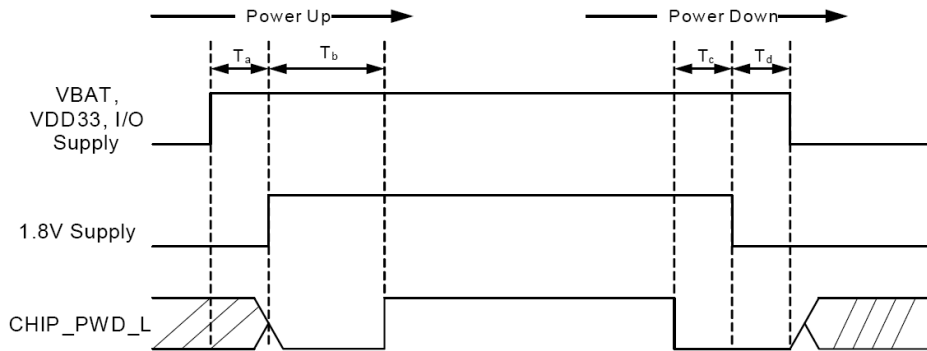 Power Up
Power Down
Ta
Tb
Tc
Td
VBAT,
VDD33, I/O
Supply
1.8V Supply
CHIP_PWD_L